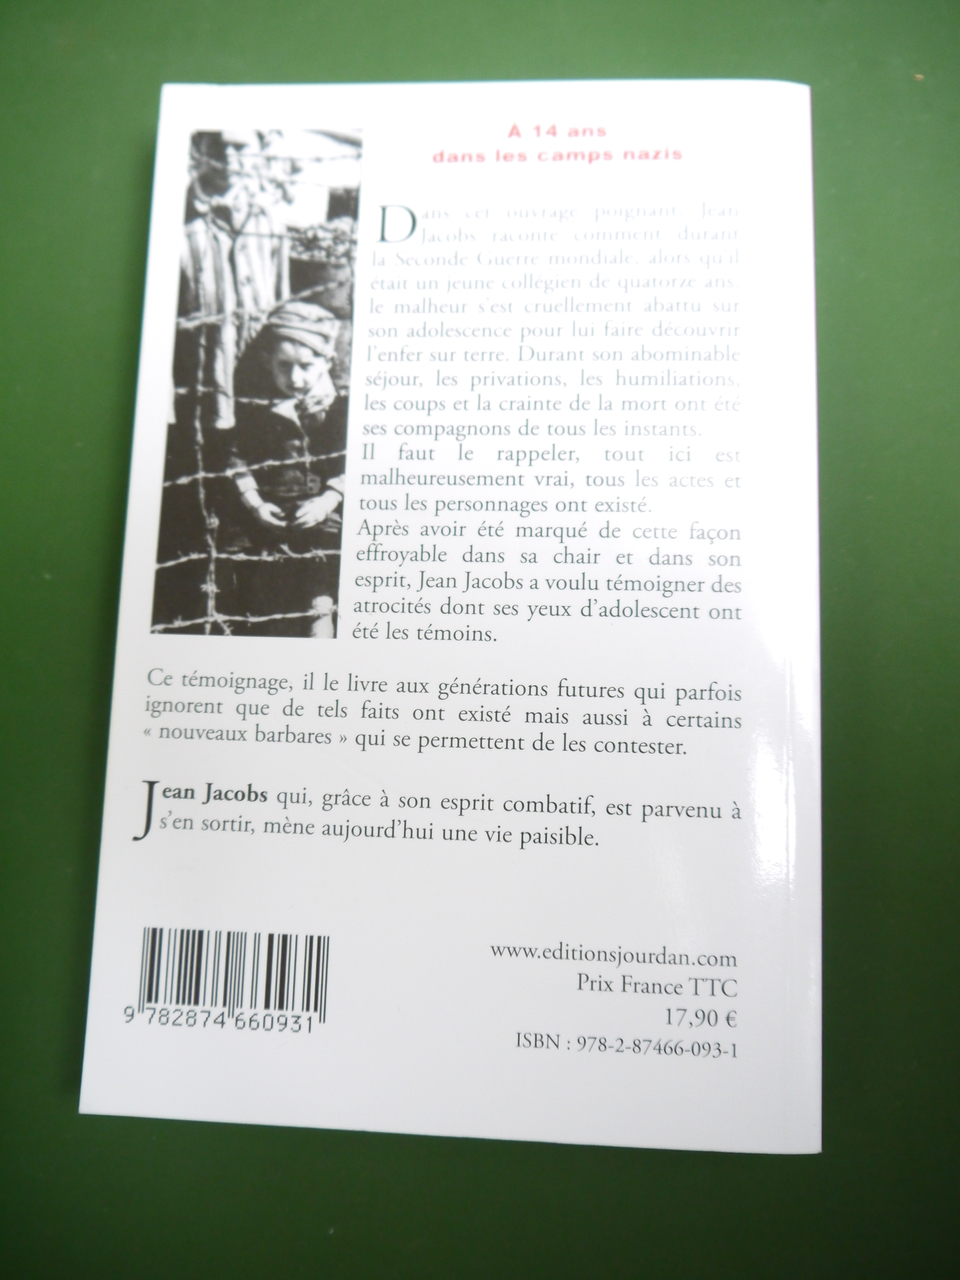 À 14 ans
dans les camps nazis
Dans cet ouvrage poignant, Jean
Jacobs raconte comment durant
la Seconde Guerre mondiale, alors qu'il
était un jeune collégien de quatorze ans,
le malheur s'est cruellement abattu sur
son adolescence pour lui faire découvrir
l'enfer sur terre. Durant son abominable
séjour, les privations, les humiliations,
les coups et la crainte de la mort ont été
ses compagnons de tous les instants.
Il faut le rappeler, tout ici est
malheureusement vrai, tous les actes et
tous les personnages ont existé.
Après avoir été marqué de cette façon
effroyable dans sa chair et dans son
esprit, Jean Jacobs a voulu témoigner des
atrocités dont ses yeux d'adolescent ont
été les témoins.
Ce témoignage, il le livre aux générations futures qui parfois
ignorent que de tels faits ont existé mais aussi à certains
« nouveaux barbares » qui se permettent de les contester.
Jean Jacobs qui, grâce à son esprit combatif, est parvenu à
s'en sortir, mène aujourd'hui une vie paisible.
www.editionsjourdan.com
Prix France TTC
17,90 €
ISBN : 978-2-87466-093-1
9 782874 660931